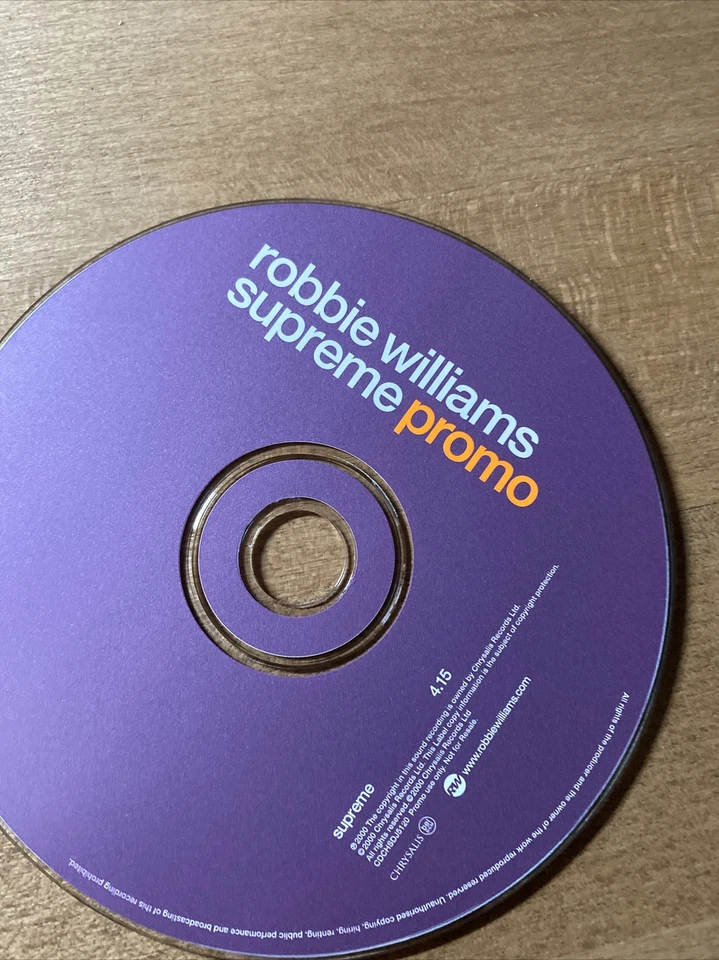 robbie williams
supreme promo
supreme 4.15
℗2000 The copyright in this sound recording is owned by Chrysalis Records Ltd.
©2000 Chrysalis Records Ltd. This Label copy information is the subject of copyright protection.
All rights reserved. ©2000 Chrysalis Records Ltd
CDCHSDJ5120 Promo use only. Not for Resale.
CHRYSALIS
RW www.robbiewilliams.com
All rights of the producer and the owner of the work reproduced reserved. Unauthorised copying, hiring, renting, public perfomance and broadcasting of this recording prohibited.